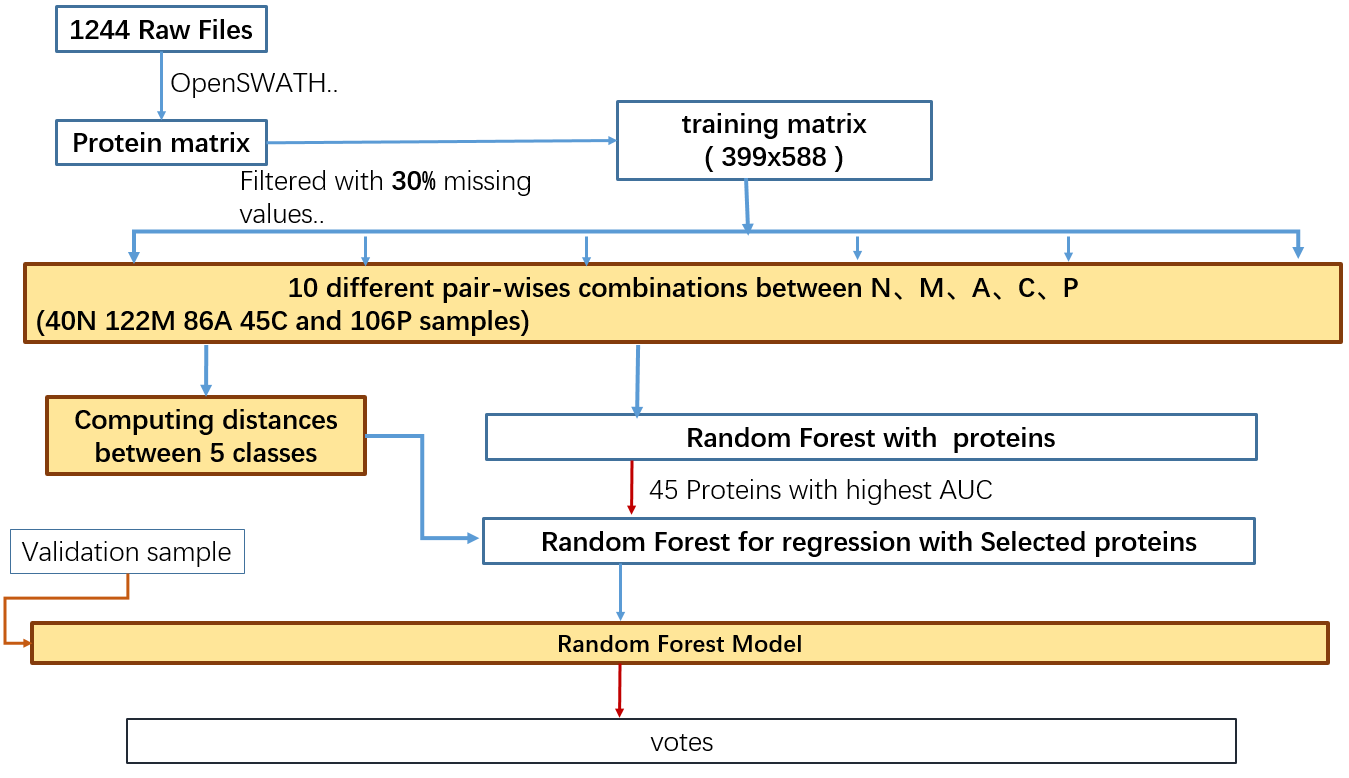 1244 Raw Files
OpenSWATH..
Protein matrix
training matrix
( 399x588 )
Filtered with 30% missing
values..
10 different pair-wises combinations between N、M、A、C、P
(40N 122M 86A 45C and 106P samples)
Computing distances
between 5 classes
Random Forest with proteins
45 Proteins with highest AUC
Random Forest for regression with Selected proteins
Validation sample
Random Forest Model
votes